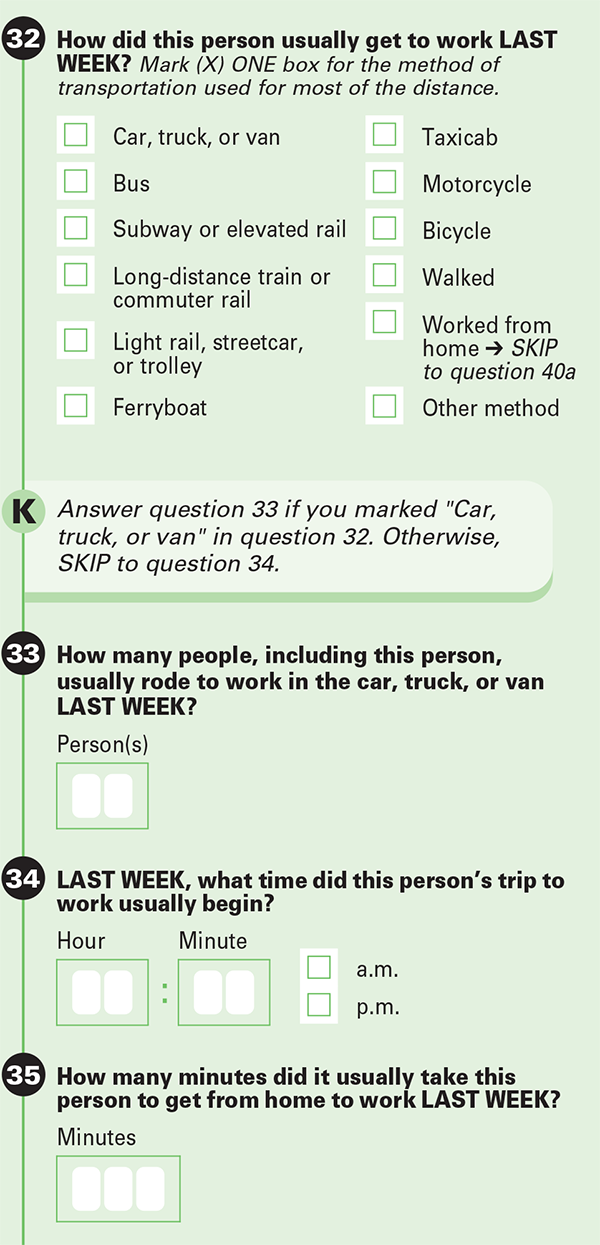 32 How did this person usually get to work LAST
WEEK? Mark (X) ONE box for the method of
transportation used for most of the distance.
Car, truck, or van
Bus
Subway or elevated rail
Long-distance train or
commuter rail
Light rail, streetcar,
or trolley
Ferryboat
Taxicab
Motorcycle
Bicycle
Walked
Worked from
home ➔ SKIP
to question 40a
Other method
K Answer question 33 if you marked "Car,
truck, or van" in question 32. Otherwise,
SKIP to question 34.
33 How many people, including this person,
usually rode to work in the car, truck, or van
LAST WEEK?
Person(s)
34 LAST WEEK, what time did this person’s trip to
work usually begin?
Hour Minute
:
a.m.
p.m.
35 How many minutes did it usually take this
person to get from home to work LAST WEEK?
Minutes